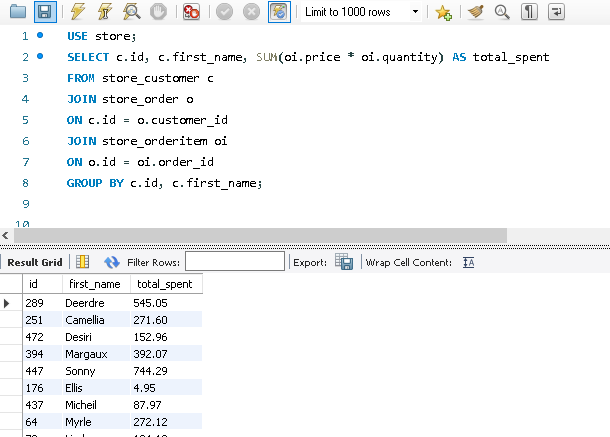 Limit to 1000 rows
1 USE store;
2 SELECT c.id, c.first_name, SUM(oi.price * oi.quantity) AS total_spent
3 FROM store_customer c
4 JOIN store_order o
5 ON c.id = o.customer_id
6 JOIN store_orderitem oi
7 ON o.id = oi.order_id
8 GROUP BY c.id, c.first_name;
9
10
Result Grid Filter Rows: Export: Wrap Cell Content: IA
id first_name total_spent
289 Deerdre 545.05
251 Camellia 271.60
472 Desiri 152.96
394 Margaux 392.07
447 Sonny 744.29
176 Ellis 4.95
437 Micheil 87.97
64 Myrle 272.12